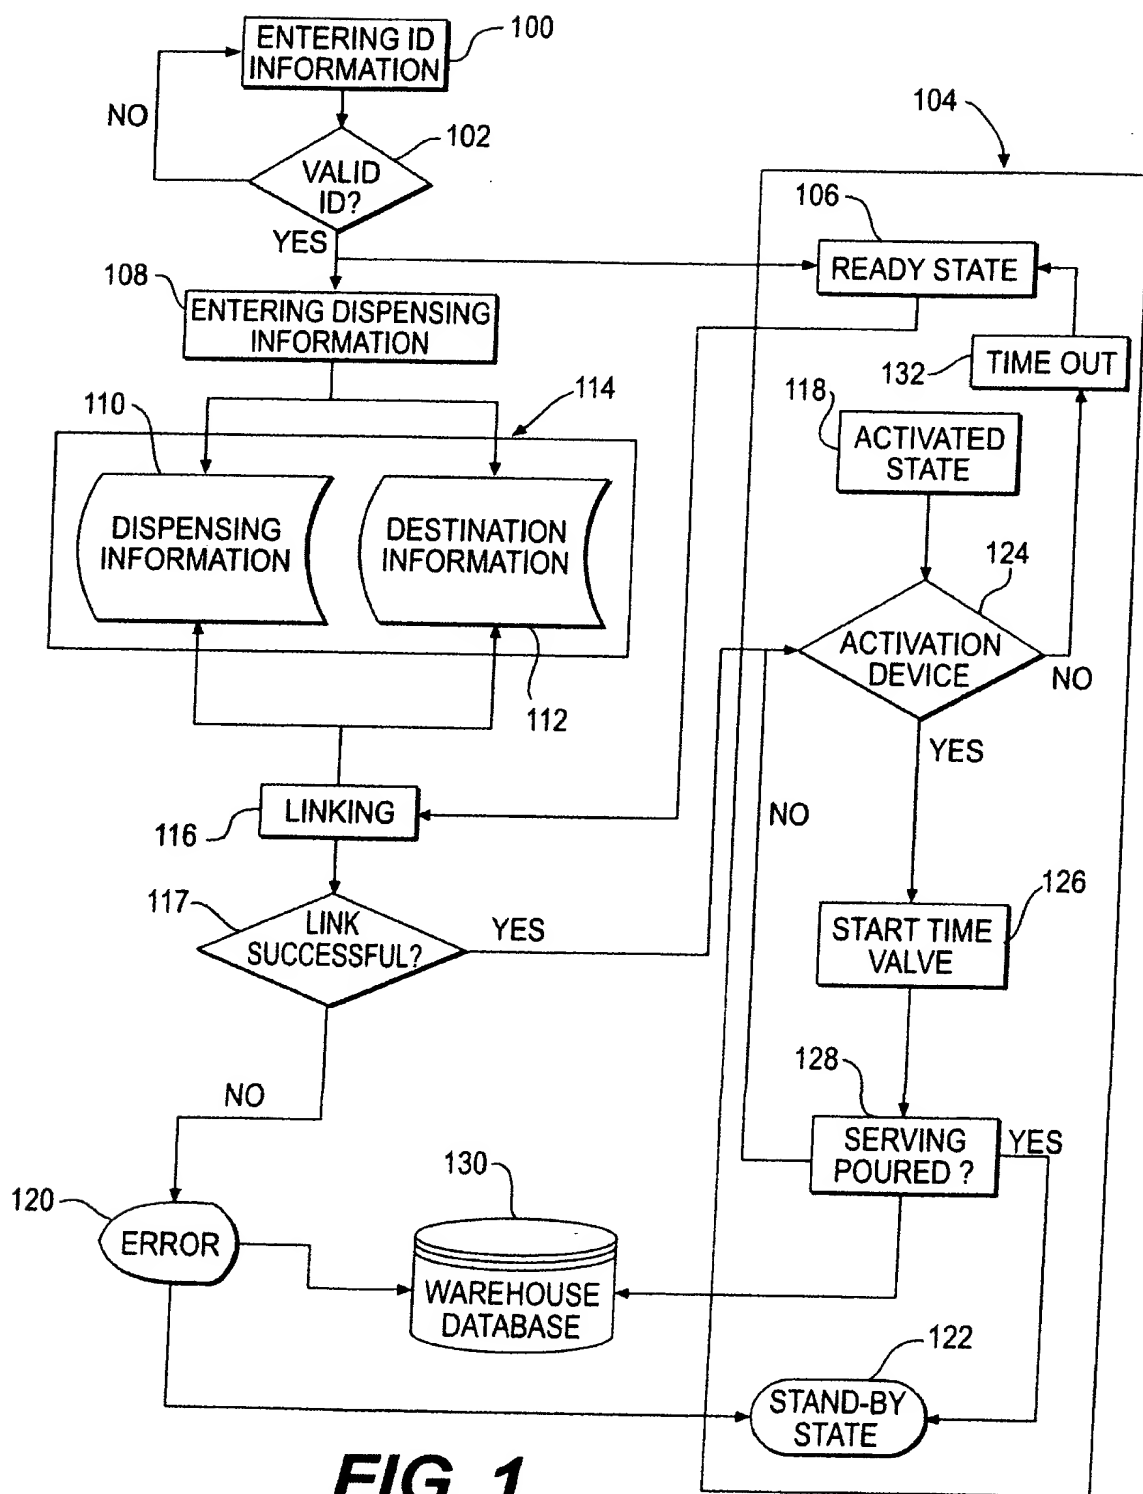 ENTERING ID
INFORMATION
100
NO
102
VALID
ID?
YES
104
106
READY STATE
108
ENTERING DISPENSING
INFORMATION
TIME OUT
132
110
114
118
ACTIVATED
STATE
DISPENSING
INFORMATION
DESTINATION
INFORMATION
112
124
ACTIVATION
DEVICE
NO
YES
LINKING
116
NO
117
LINK
SUCCESSFUL?
YES
126
START TIME
VALVE
NO
128
SERVING
POURED ?
YES
120
ERROR
130
WAREHOUSE
DATABASE
122
STAND-BY
STATE
FIG. 1